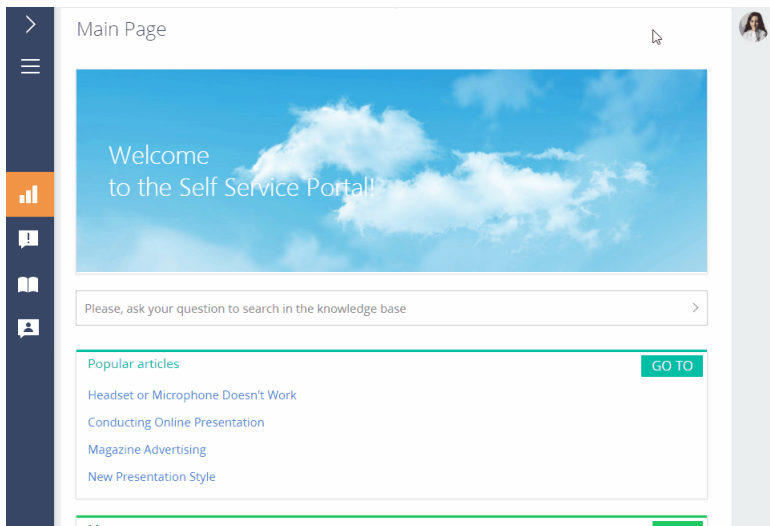 Main Page
Welcome
to the Self Service Portal!
Please, ask your question to search in the knowledge base
Popular articles
GO TO
Headset or Microphone Doesn't Work
Conducting Online Presentation
Magazine Advertising
New Presentation Style